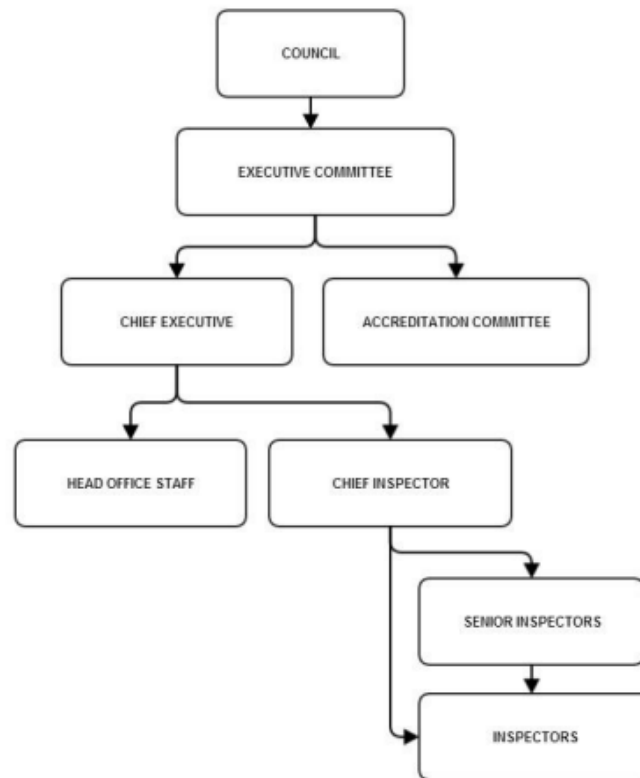 COUNCIL
EXECUTIVE COMMITTEE
CHIEF EXECUTIVE
ACCREDITATION COMMITTEE
HEAD OFFICE STAFF
CHIEF INSPECTOR
SENIOR INSPECTORS
INSPECTORS